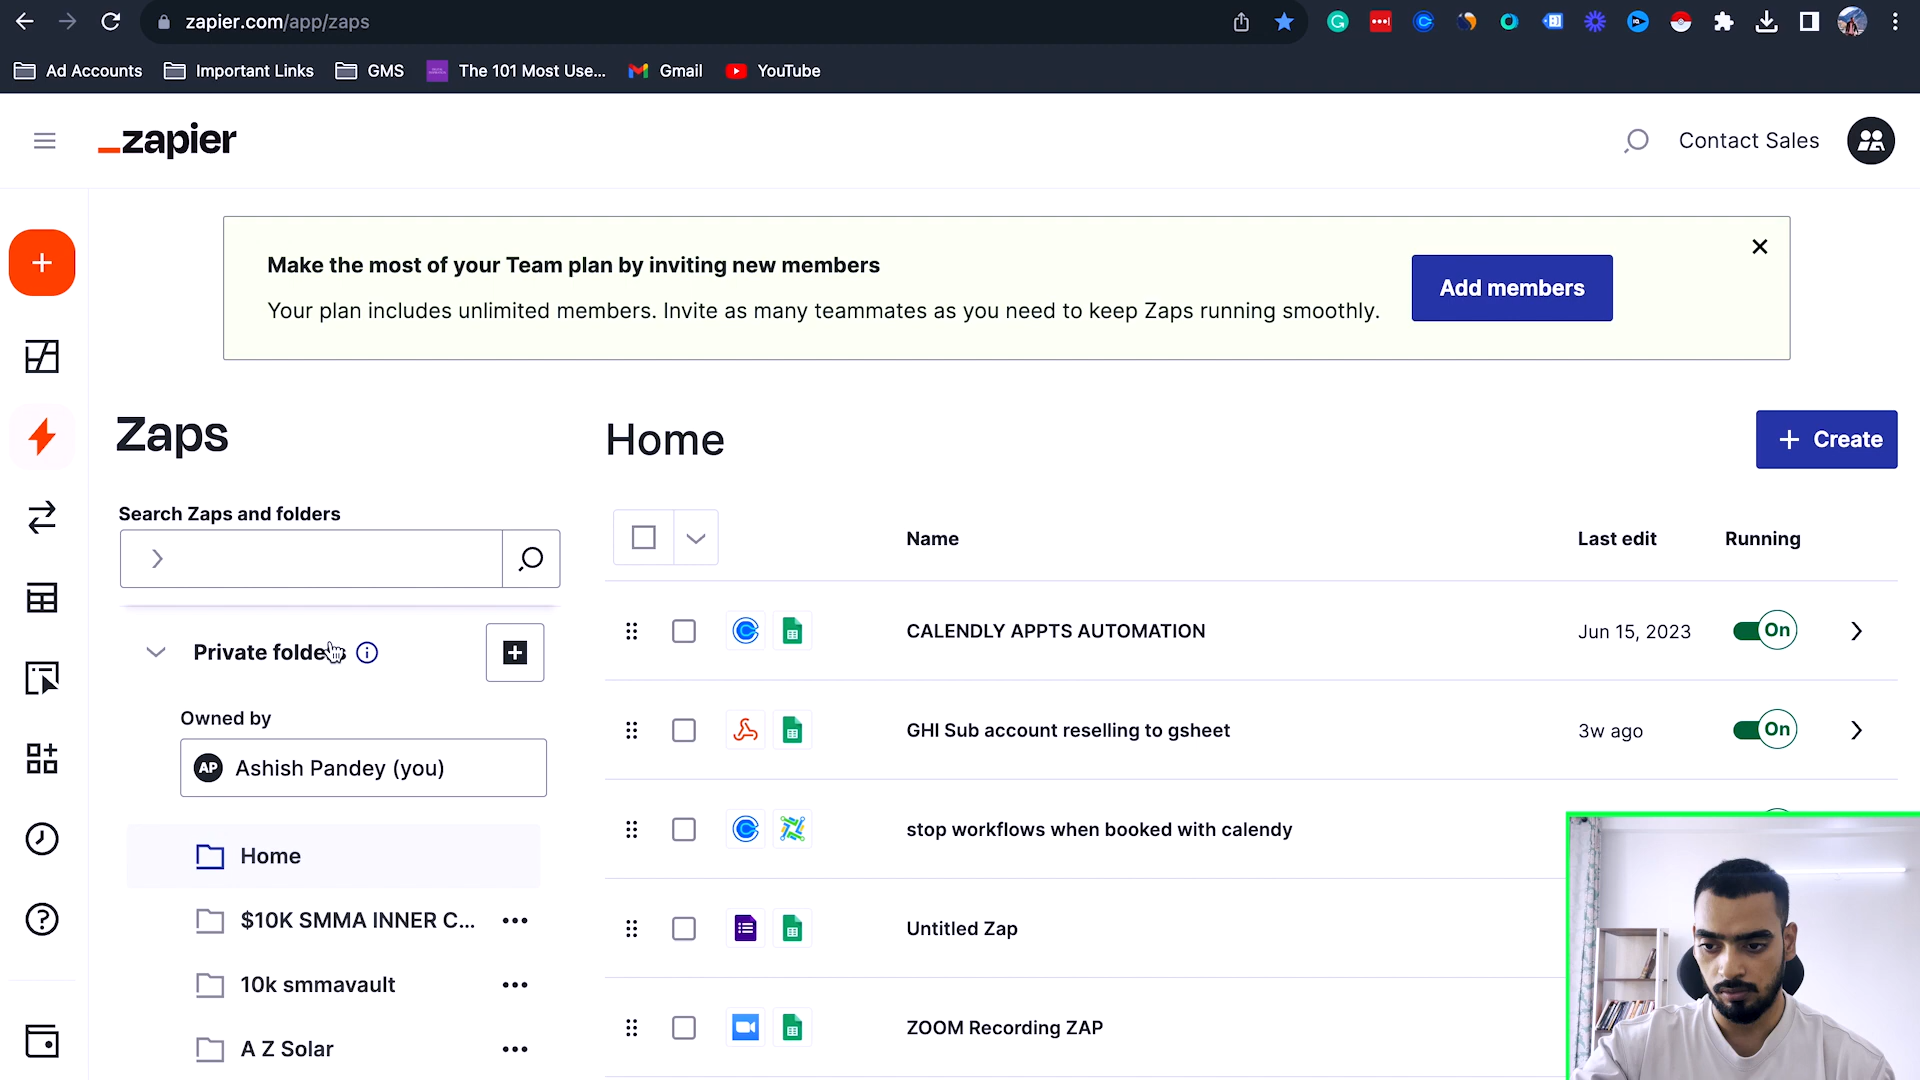 zapier.com/app/zaps
Ad Accounts
Important Links
GMS
The 101 Most Use...
Gmail
YouTube
_zapier
Contact Sales
Make the most of your Team plan by inviting new members
Your plan includes unlimited members. Invite as many teammates as you need to keep Zaps running smoothly.
Add members
Zaps
Home
+ Create
Search Zaps and folders
Name
Last edit
Running
Private folders
Owned by
AP Ashish Pandey (you)
Home
$10K SMMA INNER C...
10k smmavault
A Z Solar
CALENDLY APPTS AUTOMATION
Jun 15, 2023
On
GHI Sub account reselling to gsheet
3w ago
On
stop workflows when booked with calendy
Untitled Zap
ZOOM Recording ZAP